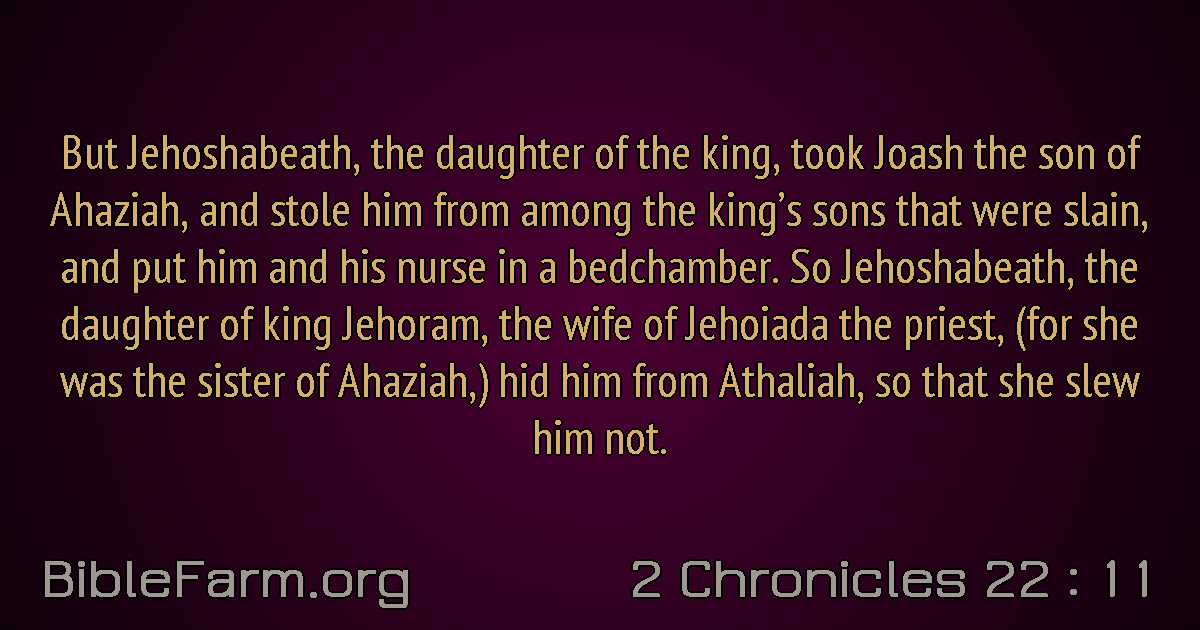 But Jehoshabeath, the daughter of the king, took Joash the son of
Ahaziah, and stole him from among the king’s sons that were slain,
and put him and his nurse in a bedchamber. So Jehoshabeath, the
daughter of king Jehoram, the wife of Jehoiada the priest, (for she
was the sister of Ahaziah,) hid him from Athaliah, so that she slew
him not.
BibleFarm.org
2 Chronicles 22 : 11